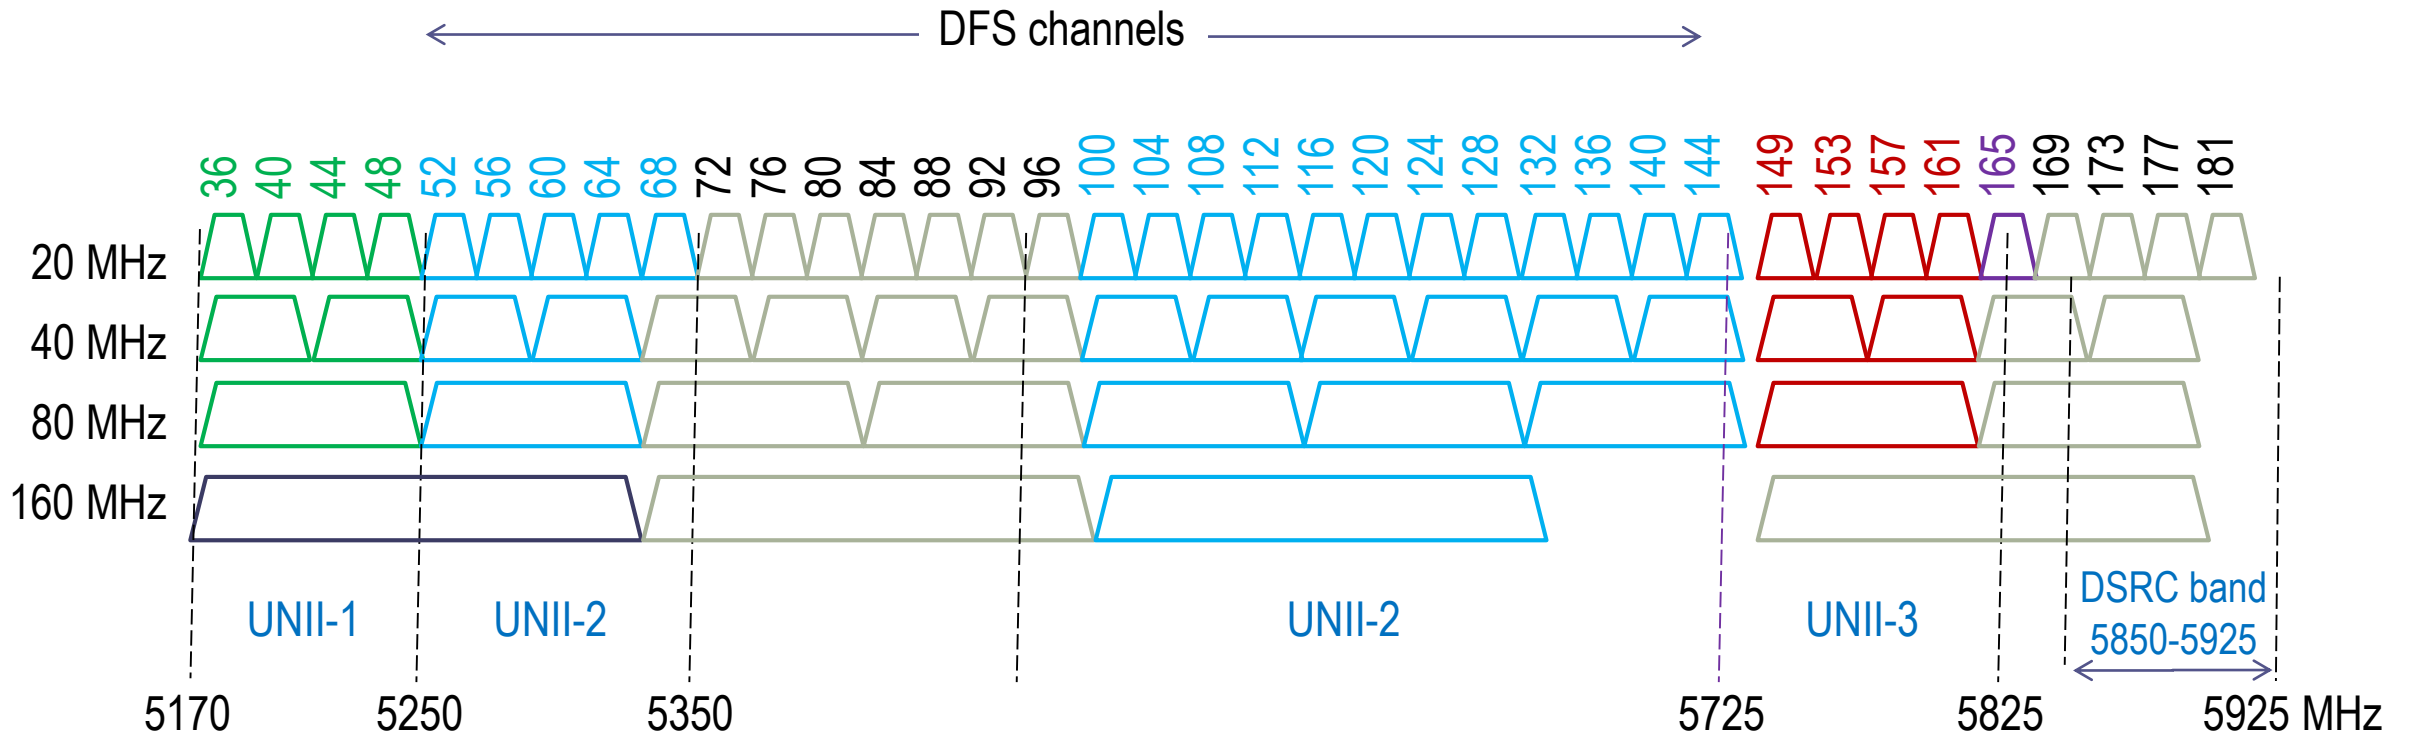 DFS channels
36 40 44 48 52 56 60 64 68 72 76 80 84 88 92 96 100 104 108 112 116 120 124 128 132 136 140 144 149 153 157 161 165 169 173 177 181
20 MHz
40 MHz
80 MHz
160 MHz
UNII-1 UNII-2 UNII-2 UNII-3 DSRC band
5850-5925
5170 5250 5350 5725 5825 5925 MHz